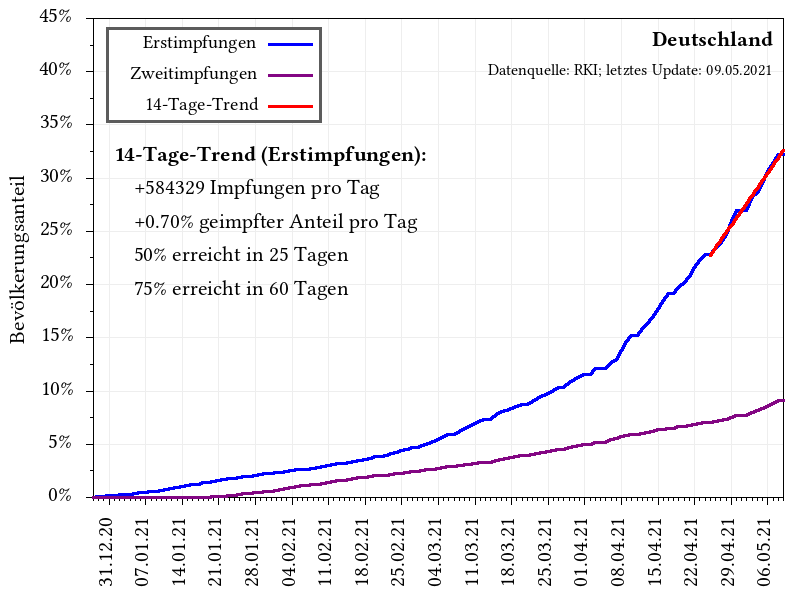 45%
40%
35%
30%
25%
20%
15%
10%
5%
0%
Bevölkerungsanteil
Erstimpfungen
Zweitimpfungen
14-Tage-Trend
Deutschland
Datenquelle: RKI; letztes Update: 09.05.2021
14-Tage-Trend (Erstimpfungen):
+584329 Impfungen pro Tag
+0.70% geimpfter Anteil pro Tag
50% erreicht in 25 Tagen
75% erreicht in 60 Tagen
31.12.20
07.01.21
14.01.21
21.01.21
28.01.21
04.02.21
11.02.21
18.02.21
25.02.21
04.03.21
11.03.21
18.03.21
25.03.21
01.04.21
08.04.21
15.04.21
22.04.21
29.04.21
06.05.21